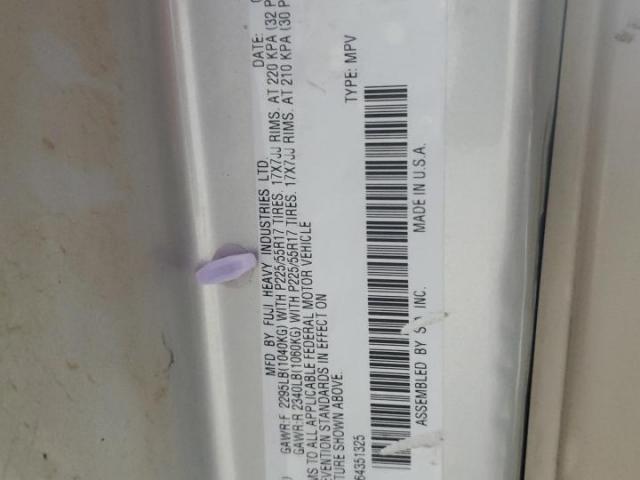 DATE:
MFD BY FUJI HEAVY INDUSTRIES LTD
GAWR:F 2295LB(1040KG) WITH P225/55R17 TIRES. 17X7JJ RIMS. AT 220 KPA (32 P
GAWR:R 2340LB(1060KG) WITH P225/55R17 TIRES. 17X7JJ RIMS. AT 210 KPA (30 P
MS TO ALL APPLICABLE FEDERAL MOTOR VEHICLE
EVENTION STANDARDS IN EFFECT ON
TURE SHOWN ABOVE.
64351325
TYPE: MPV
ASSEMBLED BY INC.
MADE IN U.S.A.